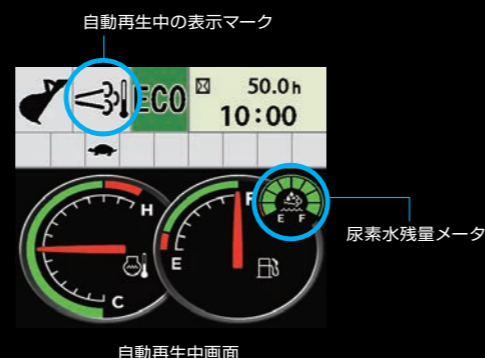 自動再生中の表示マーク
ECO
50.0h
10:00
H
C
F
E
E F
尿素水残量メータ
自動再生中画面